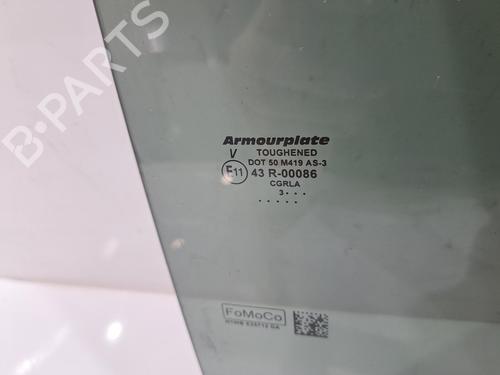 B-PARTS
Armourplate
V TOUGHENED
DOT 50 M419 AS-3
E11 43 R-00086
CGRLA
3 . . .
. . . . .
FoMoCo